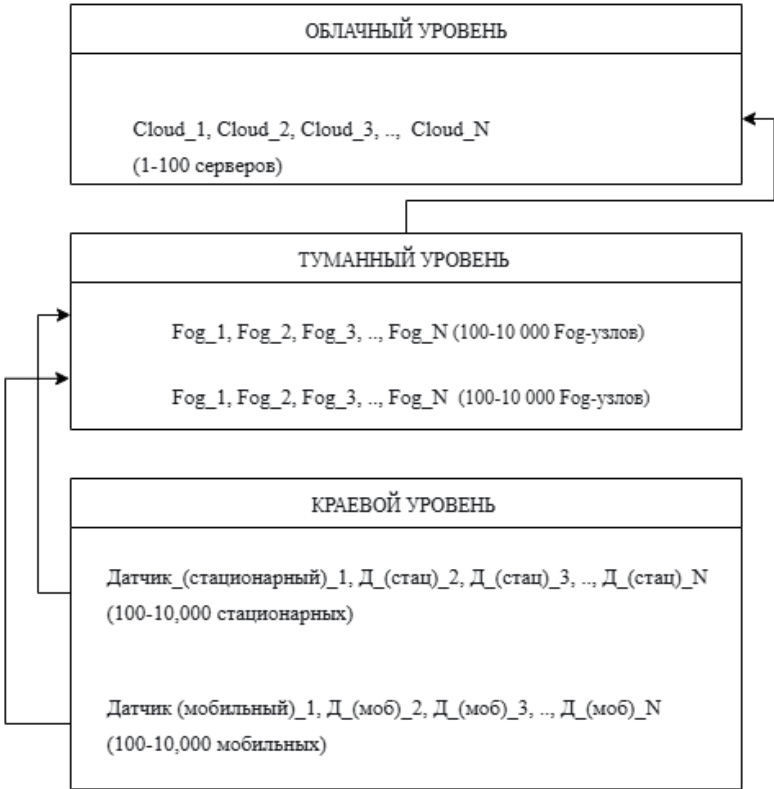 ОБЛАЧНЫЙ УРОВЕНЬ
Cloud_1, Cloud_2, Cloud_3, .., Cloud_N
(1-100 серверов)
ТУМАННЫЙ УРОВЕНЬ
Fog_1, Fog_2, Fog_3, .., Fog_N (100-10 000 Fog-узлов)
Fog_1, Fog_2, Fog_3, .., Fog_N (100-10 000 Fog-узлов)
КРАЕВОЙ УРОВЕНЬ
Датчик_(стационарный)_1, Д_(стац)_2, Д_(стац)_3, .., Д_(стац)_N
(100-10,000 стационарных)
Датчик (мобильный)_1, Д_(моб)_2, Д_(моб)_3, .., Д_(моб)_N
(100-10,000 мобильных)